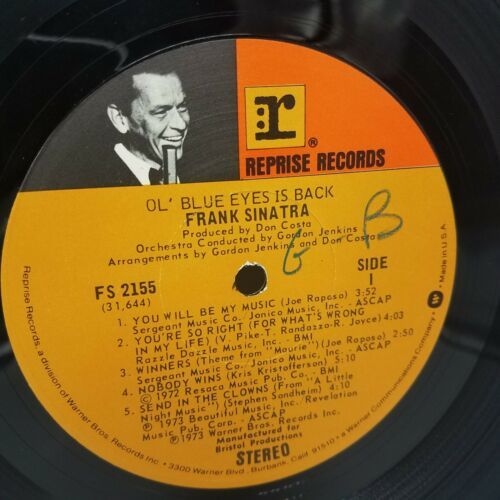 r
®
REPRISE RECORDS
OL' BLUE EYES IS BACK
FRANK SINATRA
Produced by Don Costa
Orchestra Conducted by Gordon Jenkins
Arrangements by Gordon Jenkins and Don Costa
G-B
FS 2155
(31,644)
SIDE
1
1. YOU WILL BE MY MUSIC (Joe Raposo) 3:52
Sergeant Music Co./Jonico Music Inc. - ASCAP
2. YOU'RE SO RIGHT (FOR WHAT'S WRONG
IN MY LIFE) (V. Pike-T. Randazzo-R. Joyce) 4:03
Razzle Dazzle Music, Inc. - BMI
3. WINNERS (Theme from "Mourie") (Joe Raposo) 2:50
Sergeant Music Co./Jonico Music Inc. - ASCAP
4. NOBODY WINS (Kris Kristofferson) 5:10
© 1972 Resaca Music Pub. Co. - BMI
5. SEND IN THE CLOWNS (From "A Little
Night Music") (Stephen Sondheim) 4:10
© 1973 Beautiful Music, Inc./Revelation
Music Pub. Corp. - ASCAP
℗ 1973 Warner Bros. Records Inc.
Manufactured for
Bristol Productions
STEREO
Reprise Records, a division of Warner Bros. Records Inc. • 3300 Warner Blvd., Burbank, Calif. 91510 • a Warner Communications Company • W Made in U.S.A.